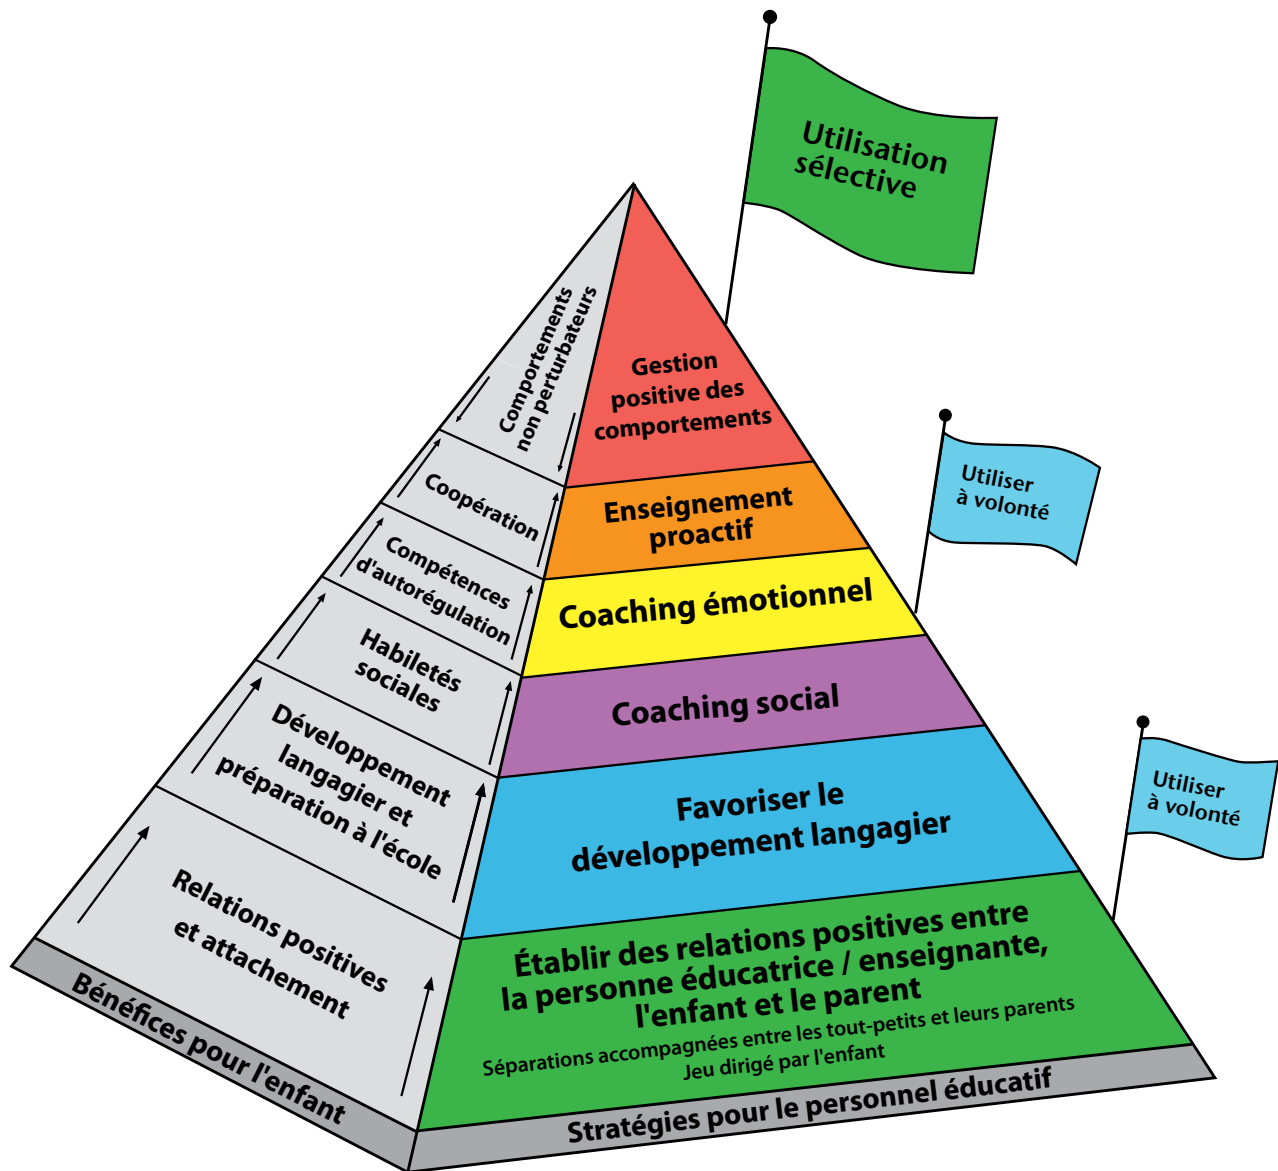 Utilisation
sélective
Comportements
non perturbateurs
Gestion
positive des
comportements
Utiliser
à volonté
Coopération
Enseignement
proactif
Compétences
d'autorégulation
Coaching émotionnel
Habiletés
sociales
Coaching social
Utiliser
à volonté
Développement
langagier et
préparation à l'école
Favoriser le
développement langagier
Relations positives
et attachement
Établir des relations positives entre
la personne éducatrice / enseignante,
l'enfant et le parent
Séparations accompagnées entre les tout-petits et leurs parents
Jeu dirigé par l'enfant
Bénéfices pour l'enfant
Stratégies pour le personnel éducatif